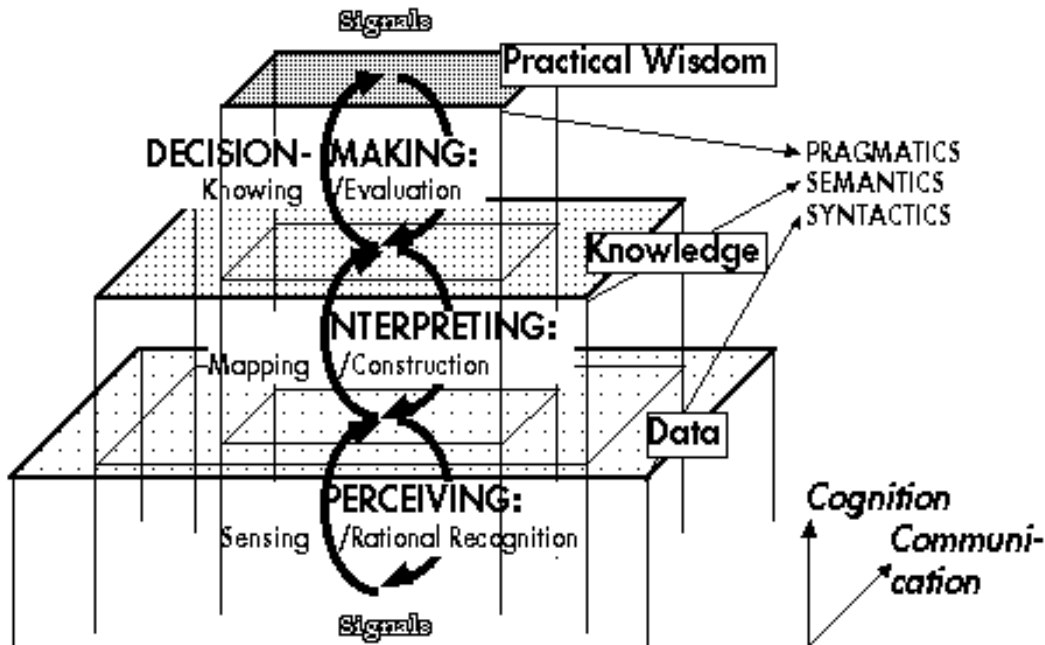 Signals
Practical Wisdom
DECISION- MAKING:
Knowing /Evaluation
PRAGMATICS
SEMANTICS
SYNTACTICS
Knowledge
INTERPRETING:
Mapping /Construction
Data
PERCEIVING:
Sensing /Rational Recognition
Cognition
Communi-
cation
Signals